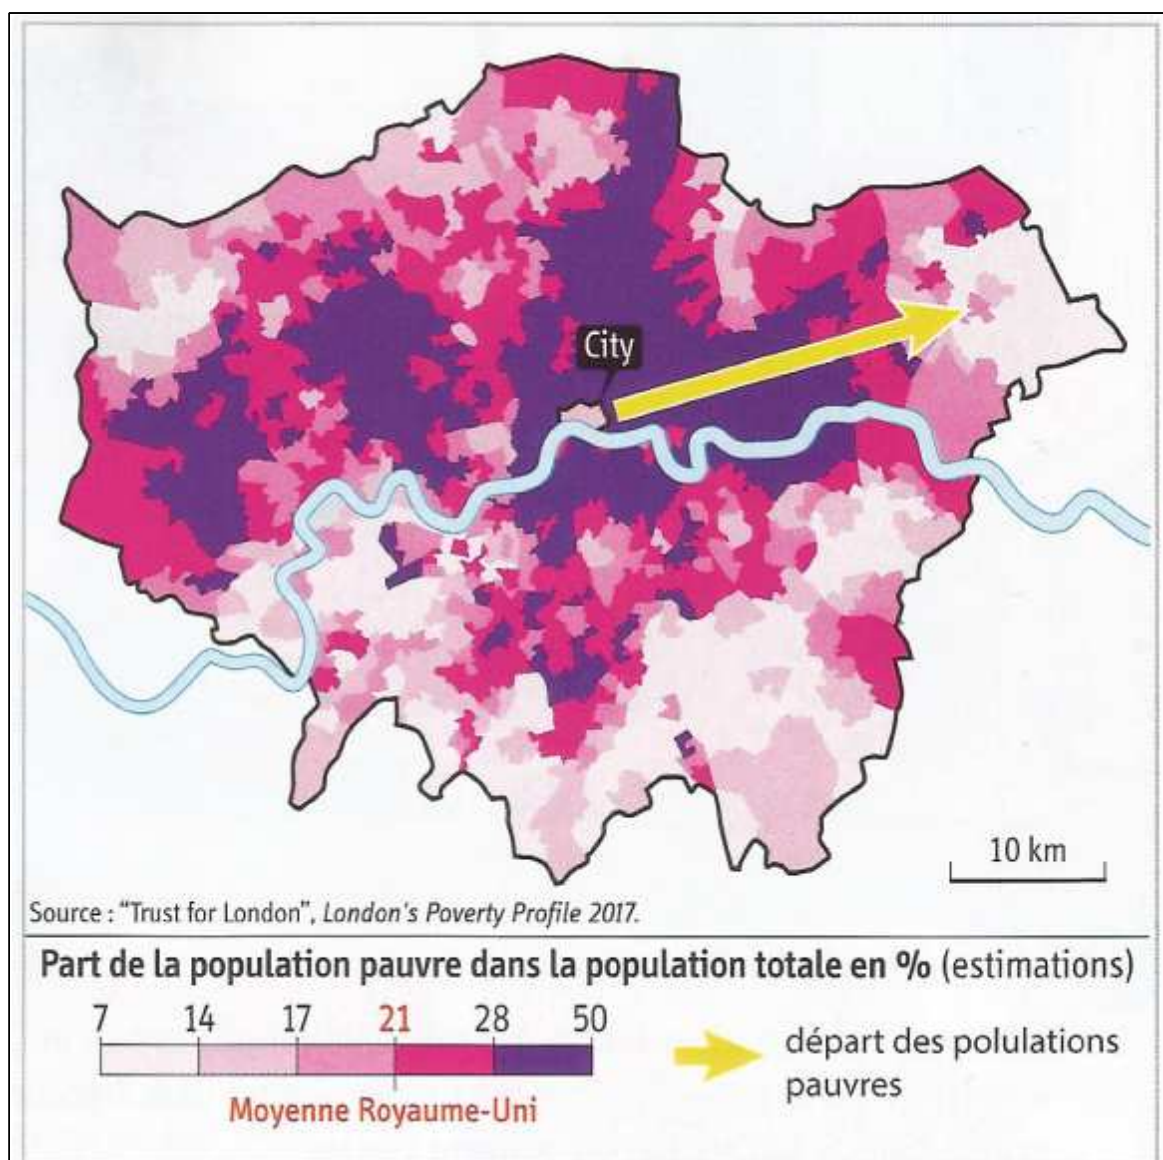 City
10 km
Source : “Trust for London”, London's Poverty Profile 2017.
Part de la population pauvre dans la population totale en % (estimations)
7 14 17 21 28 50
Moyenne Royaume-Uni
départ des polulations
pauvres